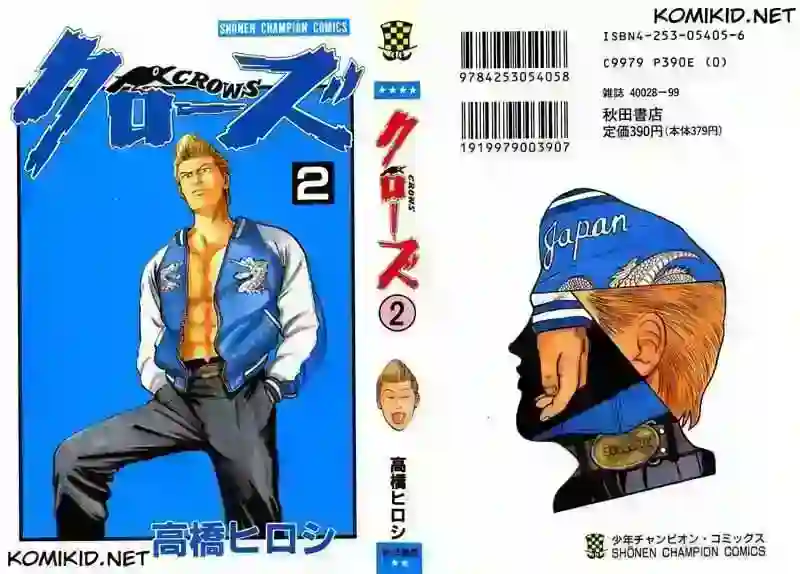 SHŌNEN CHAMPION COMICS
クローズ
CROWS
2
高橋ヒロシ
KOMIKID.NET
クローズ
CROWS
2
高橋ヒロシ
KOMIKID.NET
9784253054058
1919979003907
ISBN4-253-05405-6
C9979 P390E (0)
雑誌 40028-99
秋田書店
定価390円(本体379円)
Japan
少年チャンピオン・コミックス
SHŌNEN CHAMPION COMICS